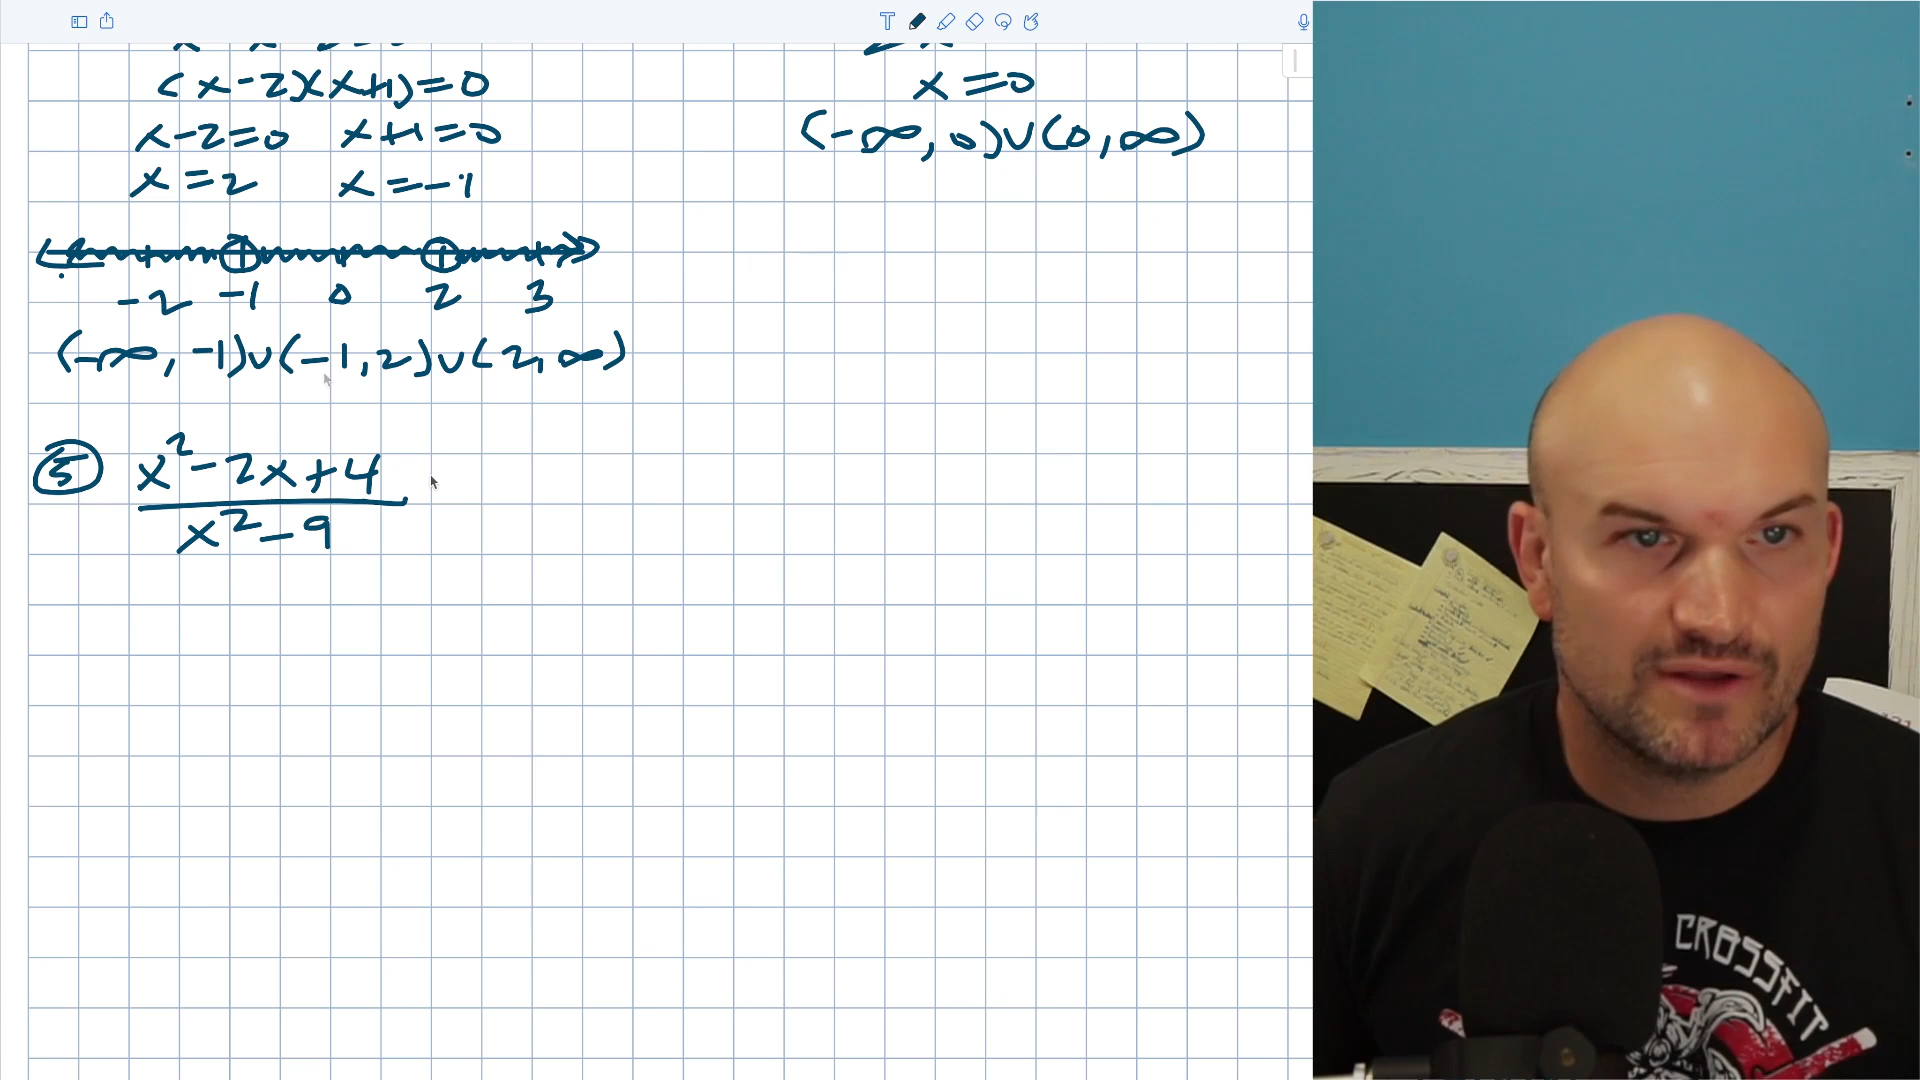 (x-2)(x+1)=0
x-2=0 x+1=0
x=2 x=-1
-2 -1 0 2 3
(-∞, -1)∪(-1,2)∪(2,∞)
x=0
(-∞, 0)∪(0,∞)
⑤ x²-2x+4
x²-9
CROSSFIT